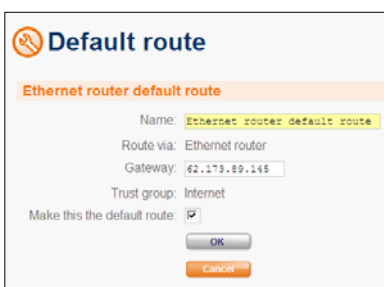 Default route
Ethernet router default route
Name: Ethernet router default route
Route via: Ethernet router
Gateway: 62.173.89.145
Trust group: Internet
Make this the default route:
OK
Cancel